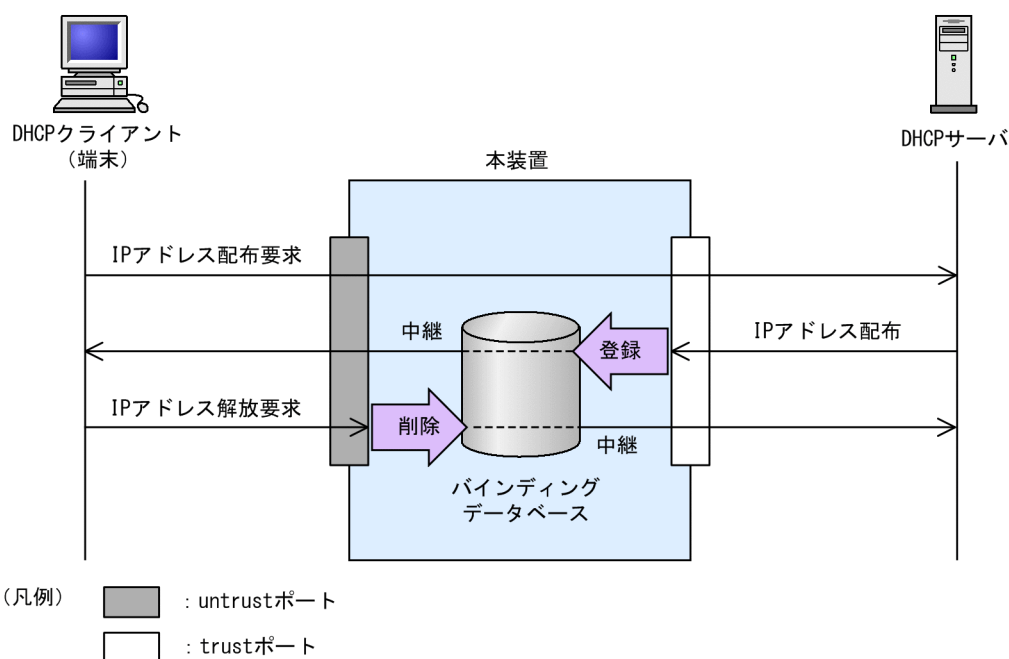 DHCPクライアント
（端末）
DHCPサーバ
本装置
IPアドレス配布要求
中継
登録
IPアドレス配布
IPアドレス解放要求
削除
中継
バインディング
データベース
（凡例）
：untrustポート
：trustポート